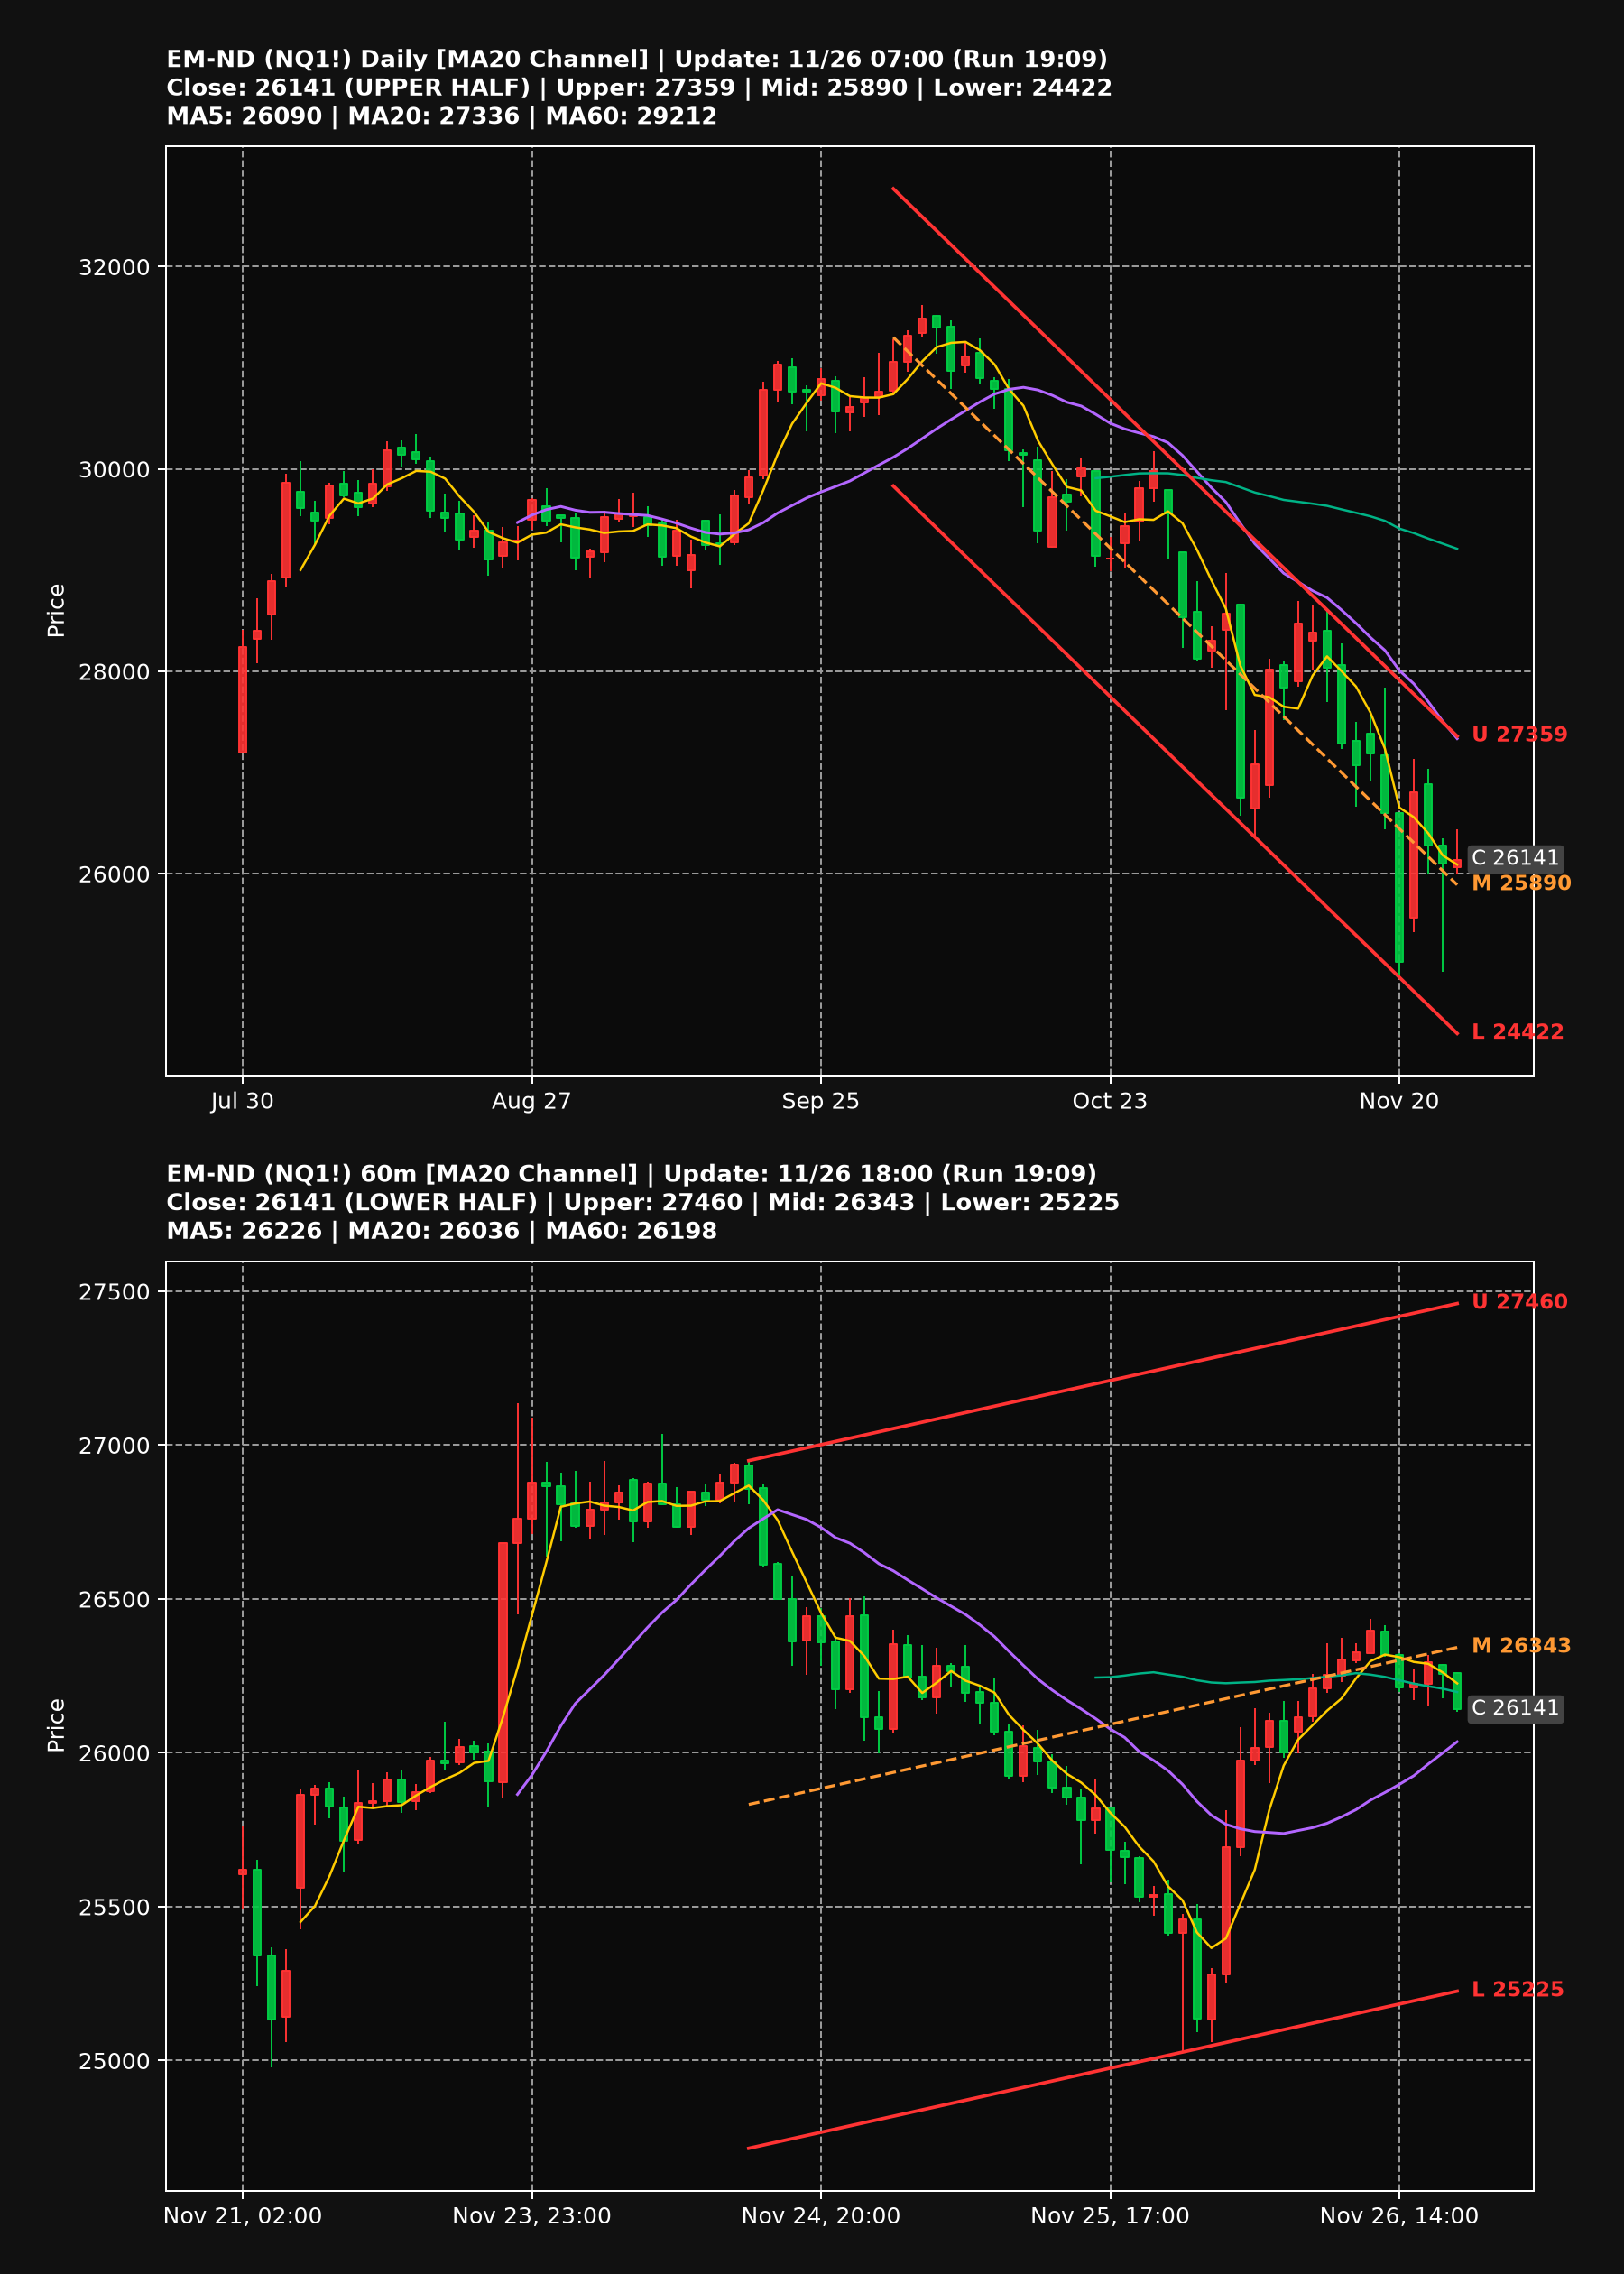 EM-ND (NQ1!) Daily [MA20 Channel] | Update: 11/26 07:00 (Run 19:09)
Close: 26141 (UPPER HALF) | Upper: 27359 | Mid: 25890 | Lower: 24422
MA5: 26090 | MA20: 27336 | MA60: 29212
Price
32000
30000
28000
26000
U 27359
C 26141
M 25890
L 24422
Jul 30
Aug 27
Sep 25
Oct 23
Nov 20
EM-ND (NQ1!) 60m [MA20 Channel] | Update: 11/26 18:00 (Run 19:09)
Close: 26141 (LOWER HALF) | Upper: 27460 | Mid: 26343 | Lower: 25225
MA5: 26226 | MA20: 26036 | MA60: 26198
Price
27500
27000
26500
26000
25500
25000
U 27460
M 26343
C 26141
L 25225
Nov 21, 02:00
Nov 23, 23:00
Nov 24, 20:00
Nov 25, 17:00
Nov 26, 14:00